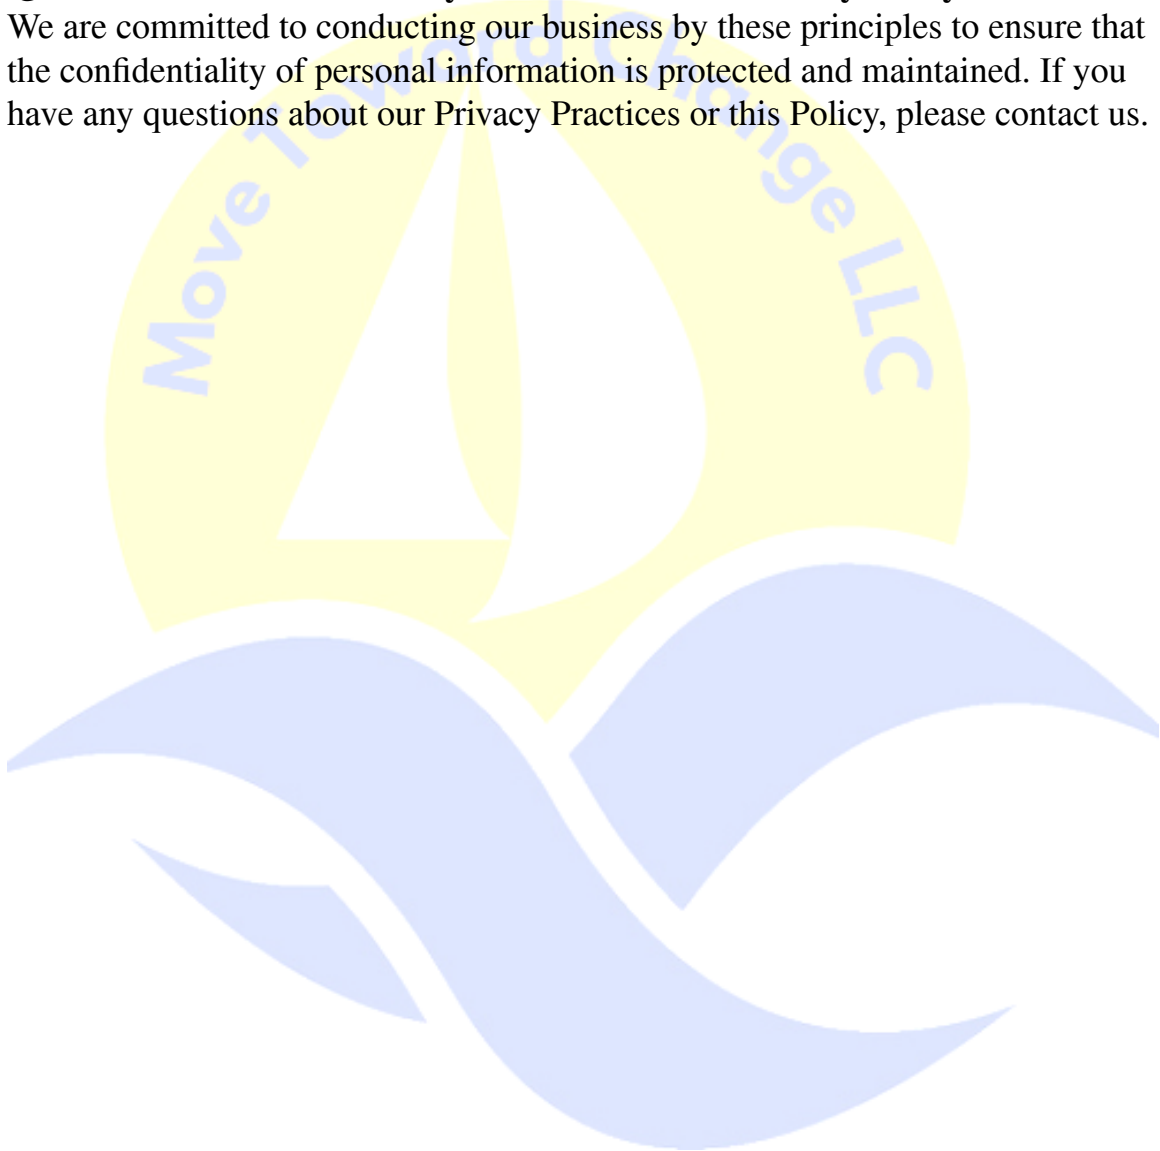 We are committed to conducting our business by these principles to ensure that
the confidentiality of personal information is protected and maintained. If you
have any questions about our Privacy Practices or this Policy, please contact us.
Move Toward Change LLC